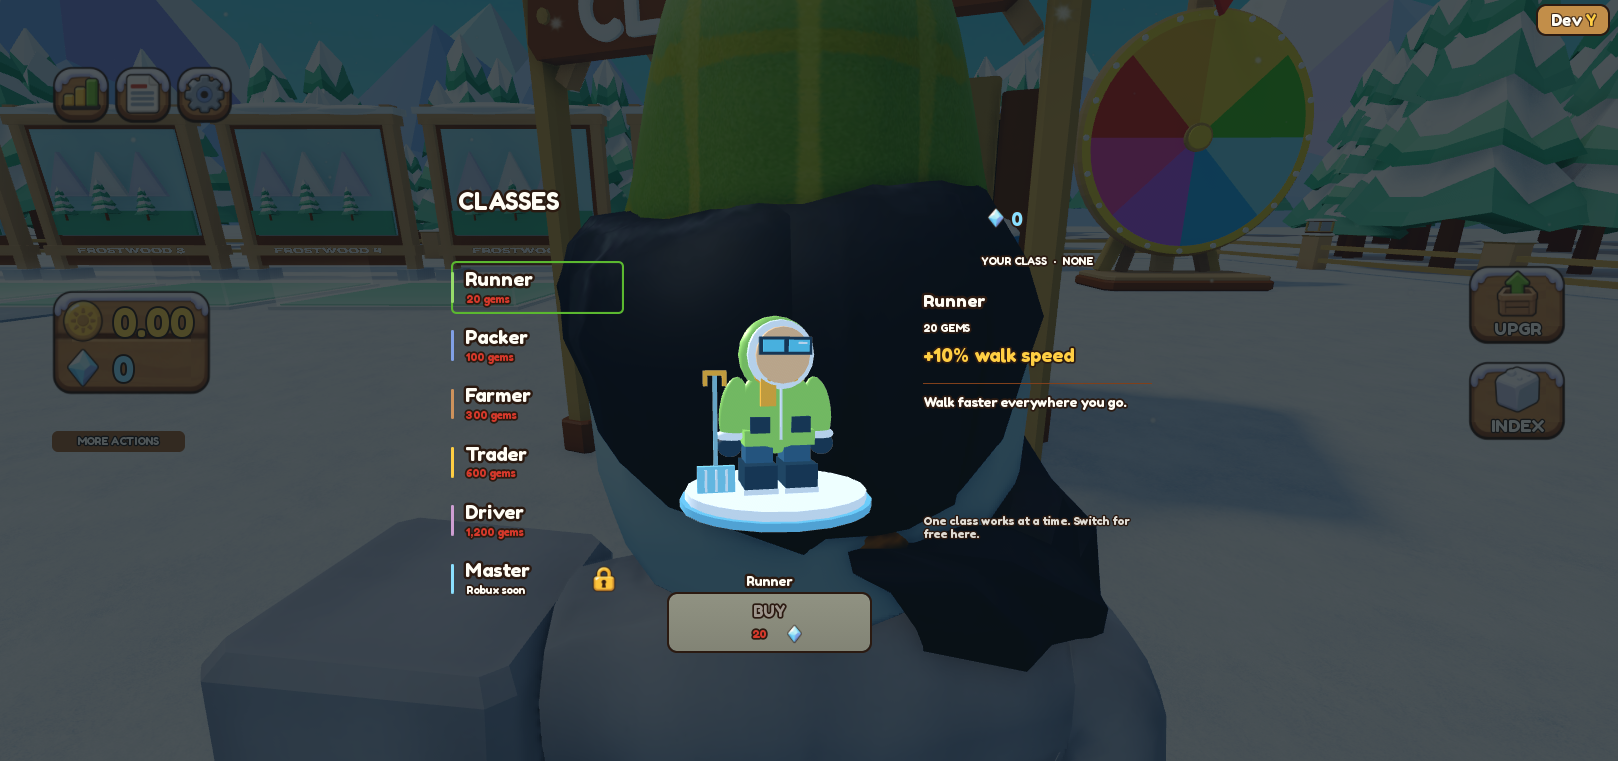 CL
Dev Y
CLASSES
0
YOUR CLASS · NONE
FROSTWOOD
FROSTWOOD
FROSTWO
Runner
20 gems
Packer
100 gems
Farmer
300 gems
Trader
600 gems
Driver
1,200 gems
Master
Robux soon
0.00
0
MORE ACTIONS
Runner
20 GEMS
+10% walk speed
Walk faster everywhere you go.
One class works at a time. Switch for
free here.
Runner
BUY
20
UPGR
INDEX